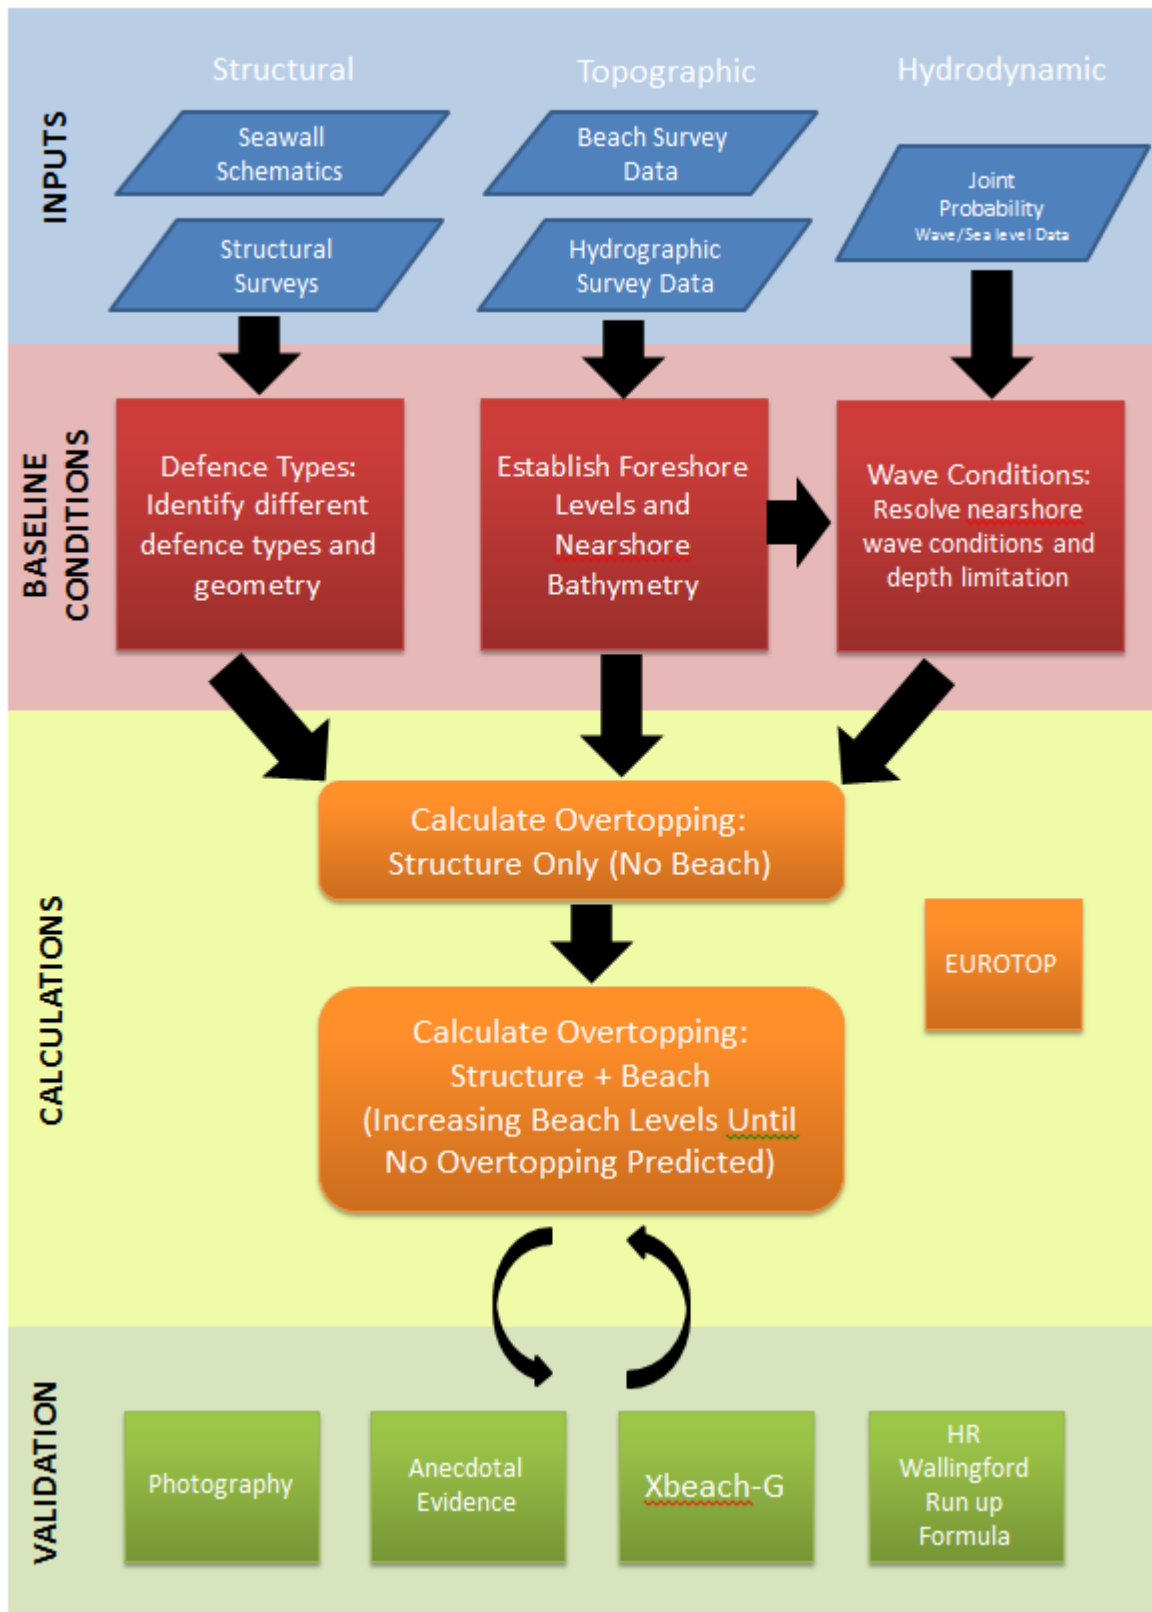 INPUTS
Structural
Topographic
Hydrodynamic
Seawall
Schematics
Beach Survey
Data
Joint
Probability
Wave/Sea level Data
Structural
Surveys
Hydrographic
Survey Data
BASELINE
CONDITIONS
Defence Types:
Identify different
defence types and
geometry
Establish Foreshore
Levels and
Nearshore
Bathymetry
Wave Conditions:
Resolve nearshore
wave conditions and
depth limitation
CALCULATIONS
Calculate Overtopping:
Structure Only (No Beach)
EUROTOP
Calculate Overtopping:
Structure + Beach
(Increasing Beach Levels Until
No Overtopping Predicted)
VALIDATION
Photography
Anecdotal
Evidence
Xbeach-G
HR
Wallingford
Run up
Formula